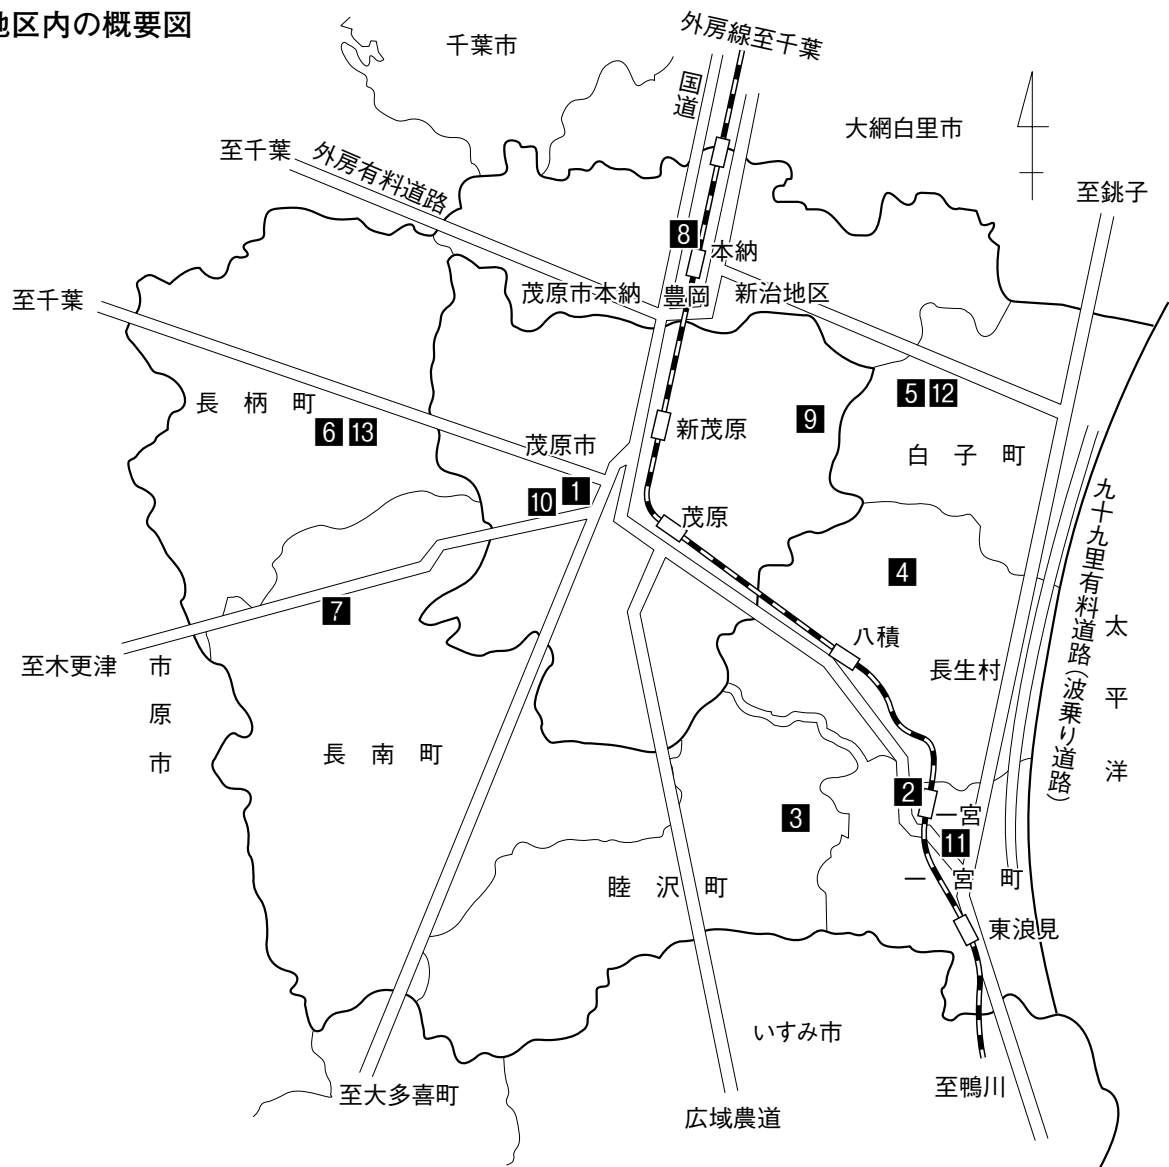 地区内の概要図
千葉市
外房線至千葉
国道
大網白里市
至千葉
外房有料道路
至銚子
8
本納
至千葉
茂原市本納
豊岡
新治地区
長柄町
6 13
新茂原
9
5 12
茂原市
白子町
10 1
茂原
九十九里有料道路(波乗り道路)
4
7
太平洋
八積
至木更津
市原市
長生村
長南町
2
3
一宮
11
睦沢町
一宮町
東浪見
いすみ市
至大多喜町
至鴨川
広域農道